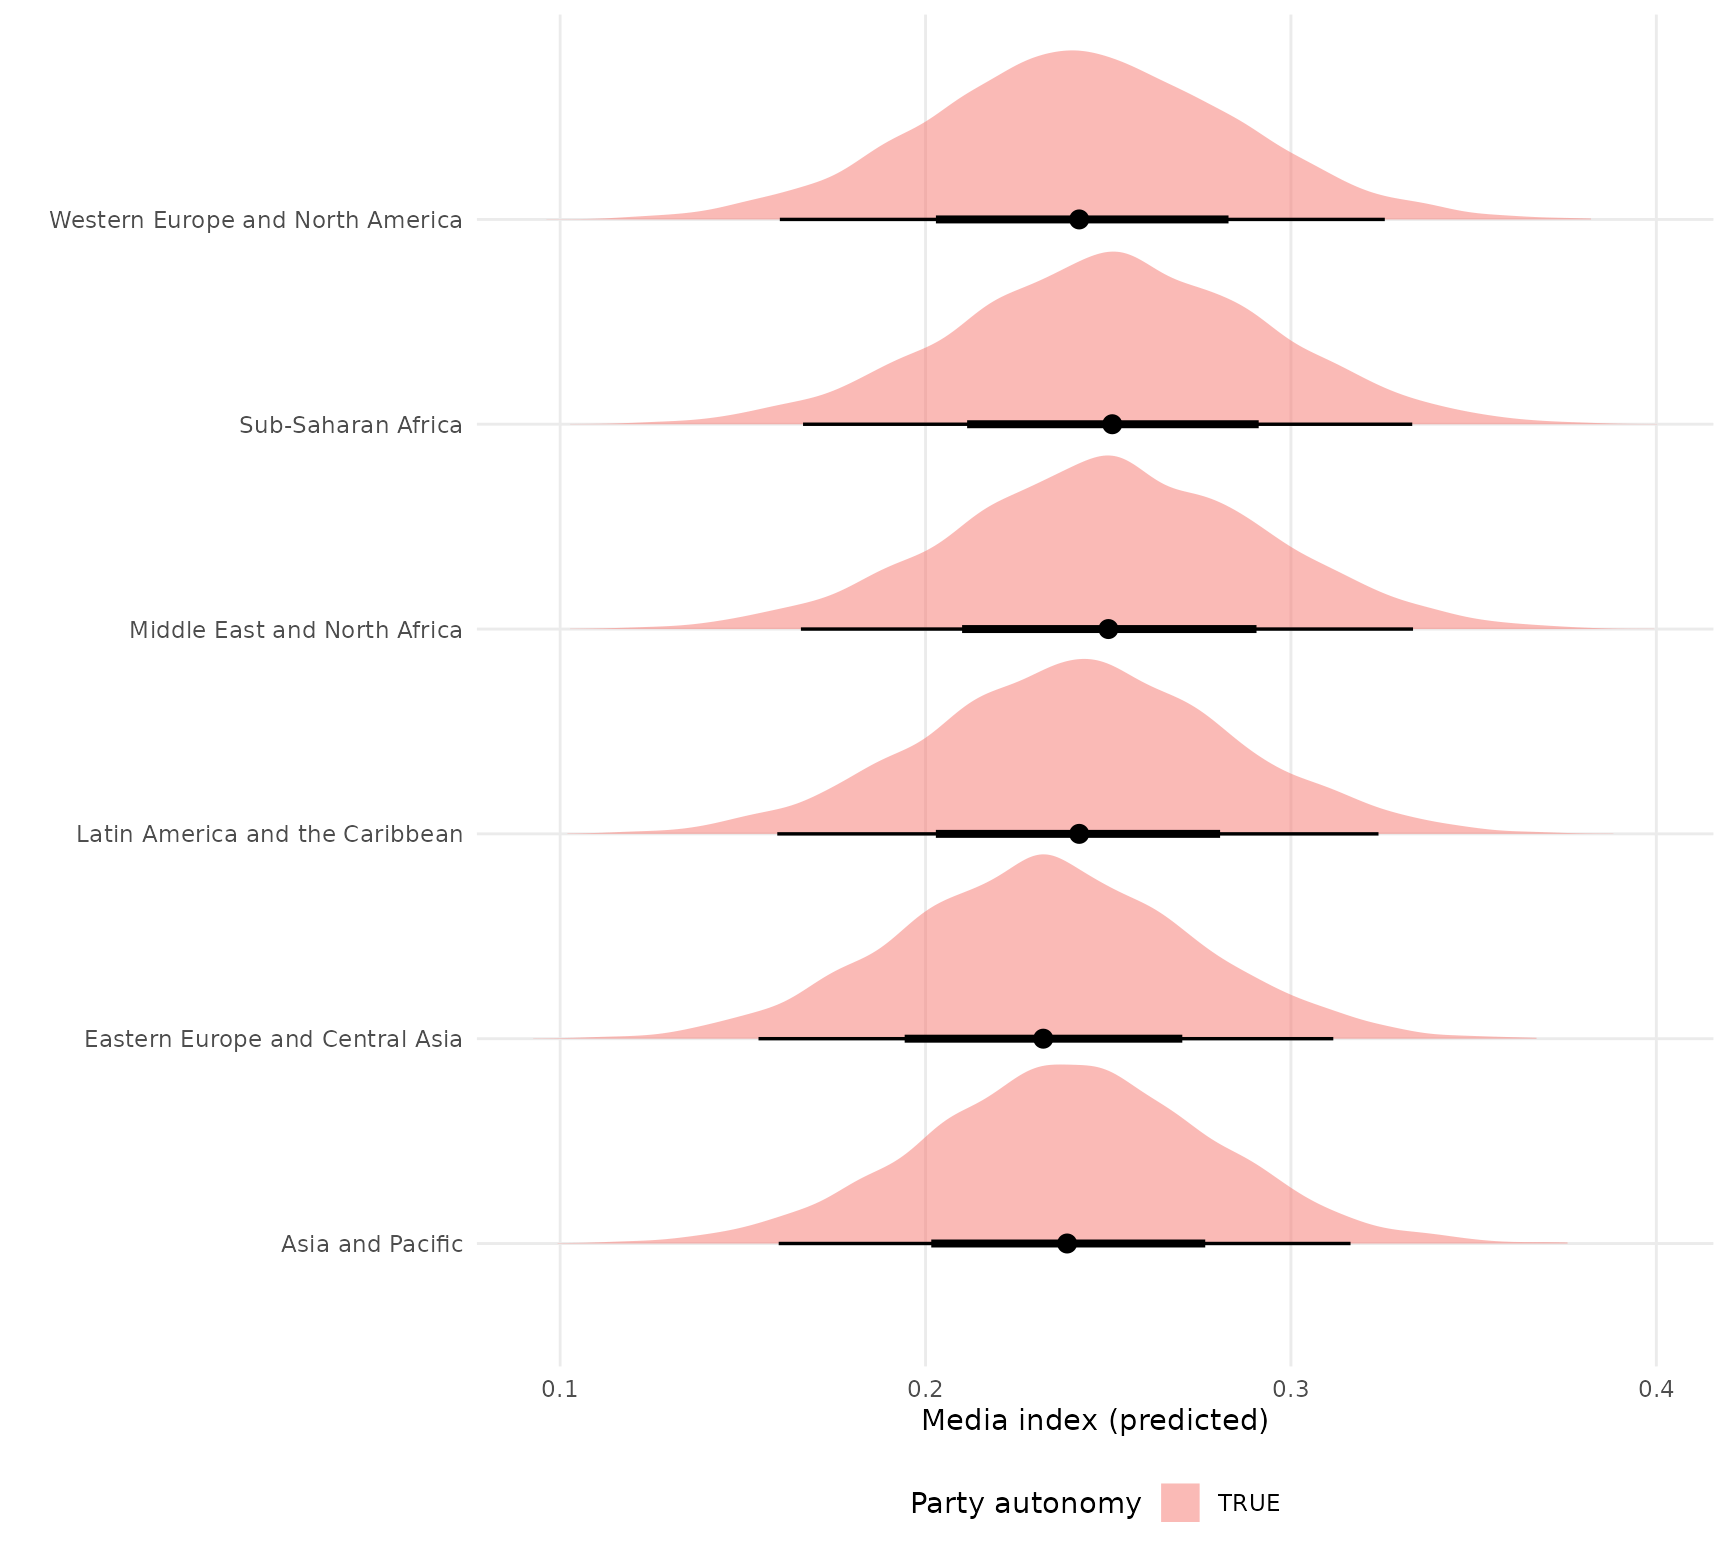 Western Europe and North America
Sub-Saharan Africa
Middle East and North Africa
Latin America and the Caribbean
Eastern Europe and Central Asia
Asia and Pacific
0.1 0.2 0.3 0.4
Media index (predicted)
Party autonomy TRUE